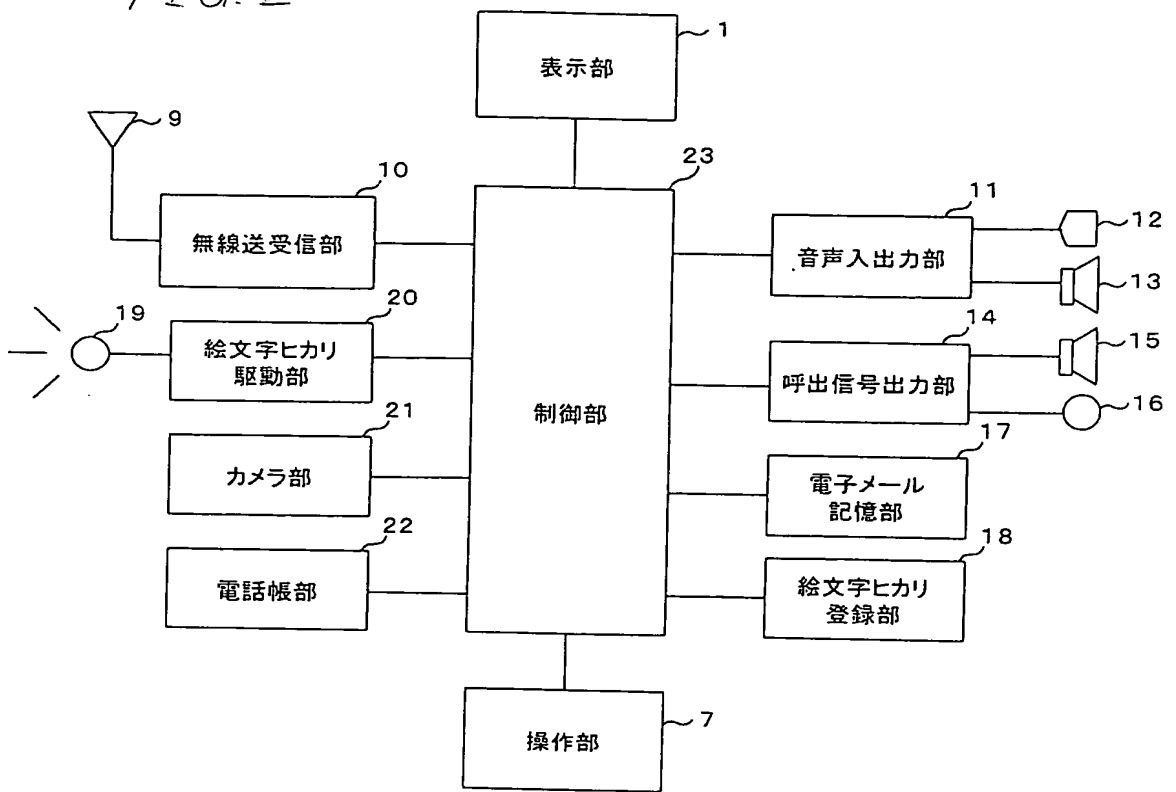 1
表示部
9
10
無線送受信部
23
制御部
11
音声入出力部
12
13
19
20
絵文字ヒカリ
駆動部
14
呼出信号出力部
15
16
21
カメラ部
17
電子メール
記憶部
22
電話帳部
18
絵文字ヒカリ
登録部
7
操作部